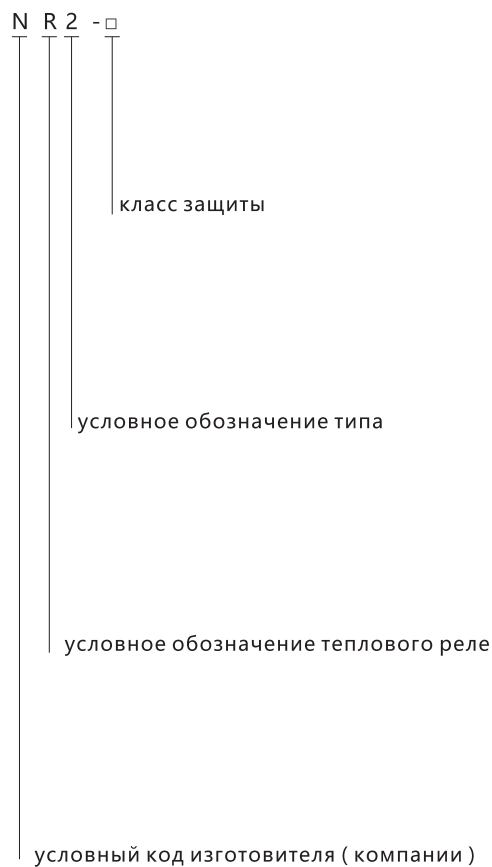 N R 2 -□
класс защиты
условное обозначение типа
условное обозначение теплового реле
условный код изготовителя ( компании )